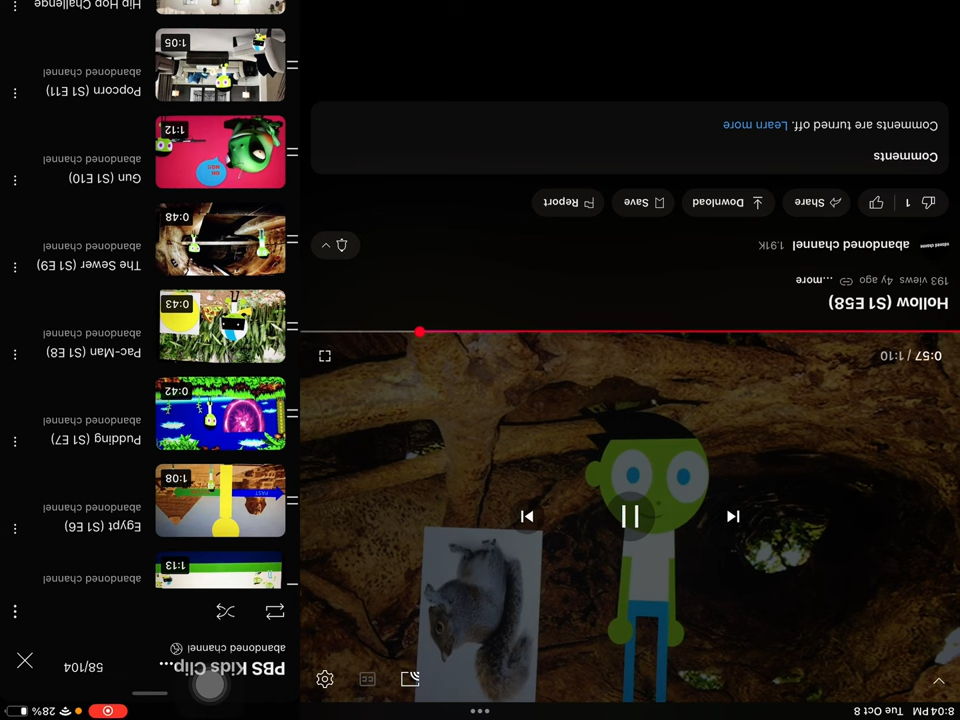 8:04 PM Tue Oct 8
28%
0:57 / 1:10
Hollow (S1 E58)
193 views 4y ago ...more
abandoned channel 1.91K
1
Share
Download
Save
Report
Comments
Comments are turned off. Learn more
PBS Kids Clip...
abandoned channel
58/104
1:13
abandoned channel
PAST
1:08
Egypt (S1 E6)
abandoned channel
0:42
Pudding (S1 E7)
abandoned channel
0:43
Pac-Man (S1 E8)
abandoned channel
0:48
The Sewer (S1 E9)
abandoned channel
OH
NO!
1:12
Gun (S1 E10)
abandoned channel
1:05
Popcorn (S1 E11)
abandoned channel
Hip Hop Challenge